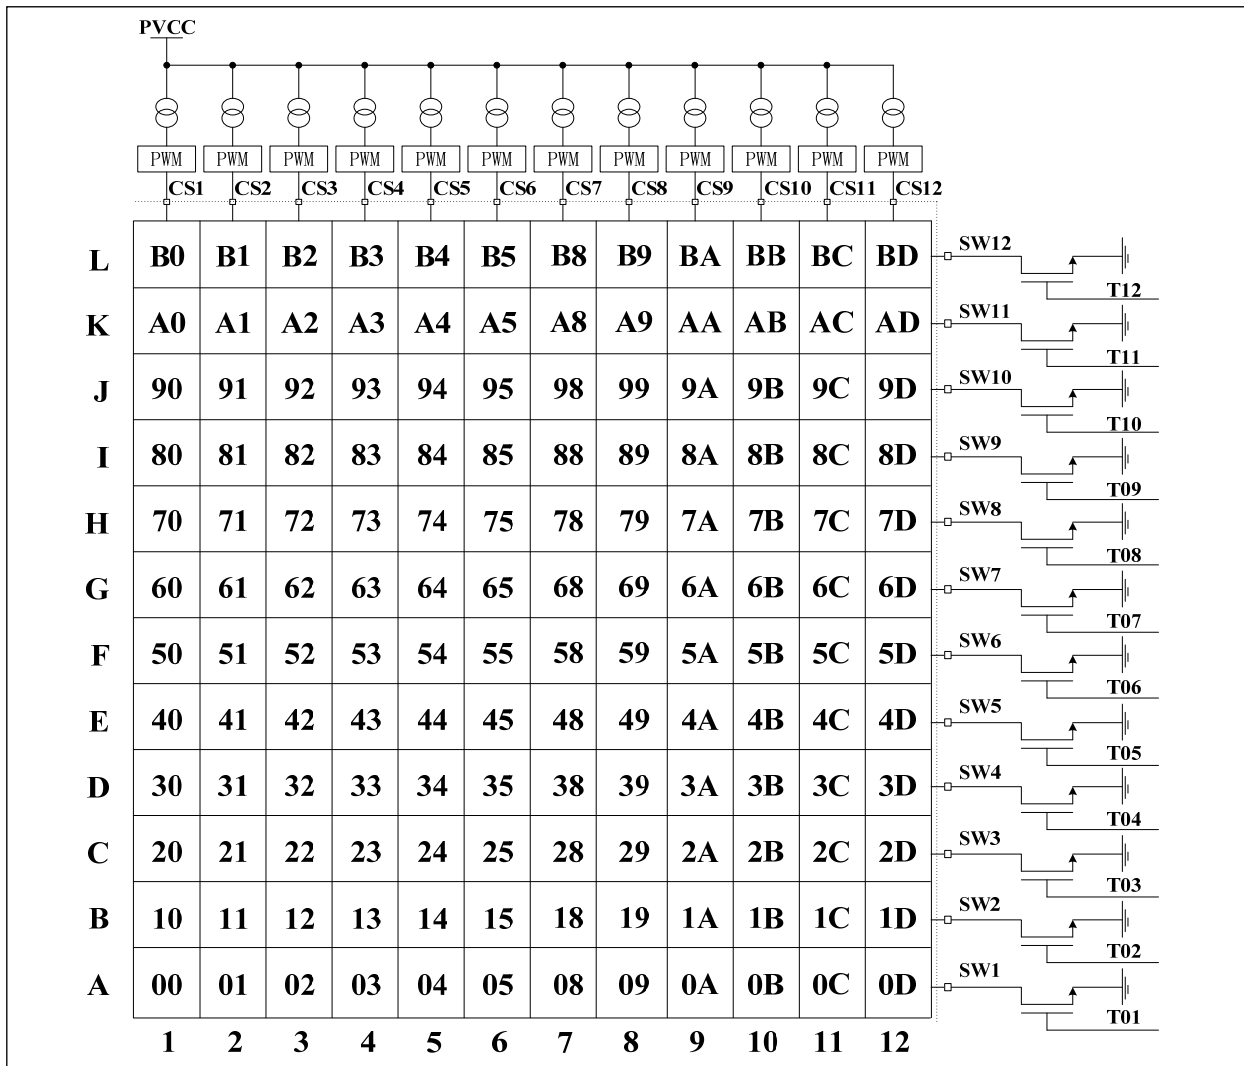 PVCC
PWM PWM PWM PWM PWM PWM PWM PWM PWM PWM PWM PWM
CS1 CS2 CS3 CS4 CS5 CS6 CS7 CS8 CS9 CS10 CS11 CS12
L B0 B1 B2 B3 B4 B5 B8 B9 BA BB BC BD SW12
T12
K A0 A1 A2 A3 A4 A5 A8 A9 AA AB AC AD SW11
T11
J 90 91 92 93 94 95 98 99 9A 9B 9C 9D SW10
T10
I 80 81 82 83 84 85 88 89 8A 8B 8C 8D SW9
T09
H 70 71 72 73 74 75 78 79 7A 7B 7C 7D SW8
T08
G 60 61 62 63 64 65 68 69 6A 6B 6C 6D SW7
T07
F 50 51 52 53 54 55 58 59 5A 5B 5C 5D SW6
T06
E 40 41 42 43 44 45 48 49 4A 4B 4C 4D SW5
T05
D 30 31 32 33 34 35 38 39 3A 3B 3C 3D SW4
T04
C 20 21 22 23 24 25 28 29 2A 2B 2C 2D SW3
T03
B 10 11 12 13 14 15 18 19 1A 1B 1C 1D SW2
T02
A 00 01 02 03 04 05 08 09 0A 0B 0C 0D SW1
T01
1 2 3 4 5 6 7 8 9 10 11 12